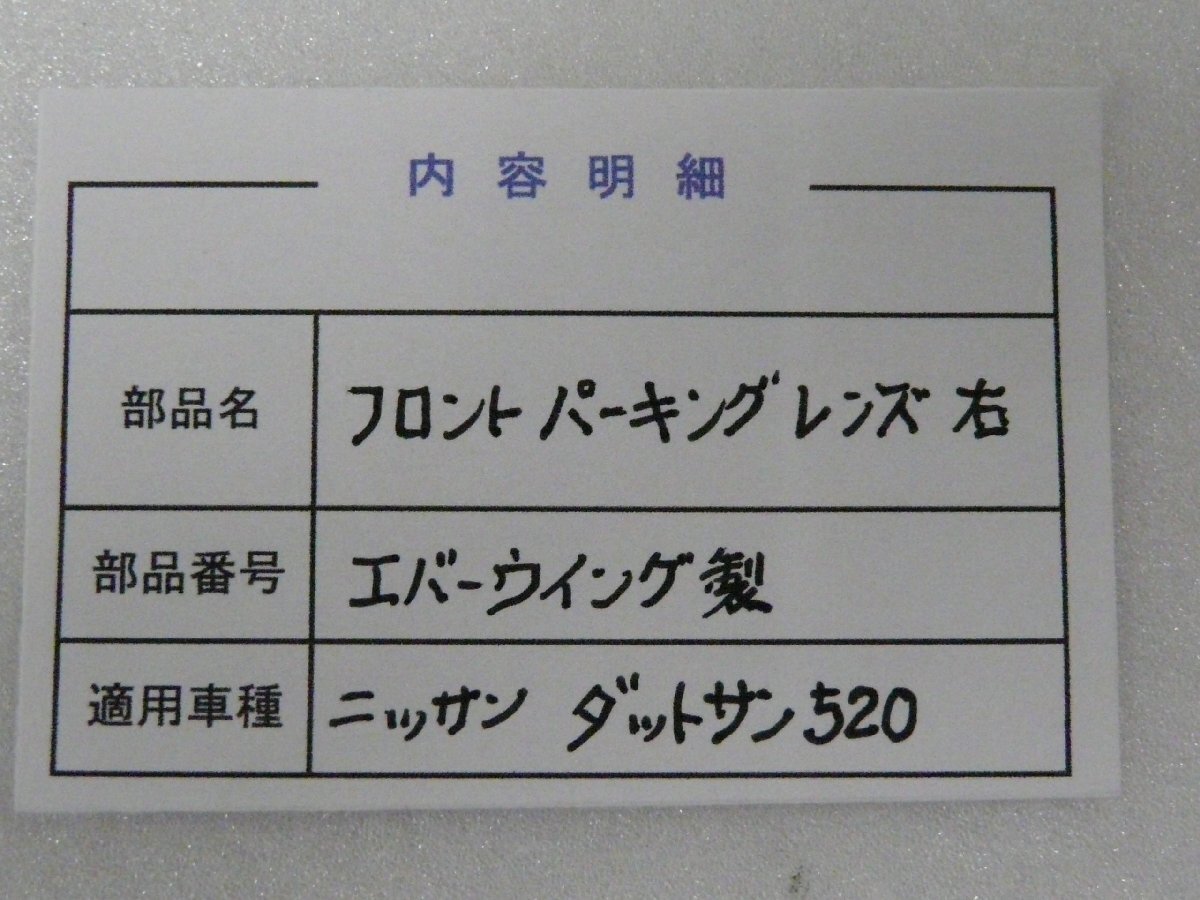 内容明細
部品名 フロントパーキングレンズ 右
部品番号 エバーウイング製
適用車種 ニッサン ダットサン520